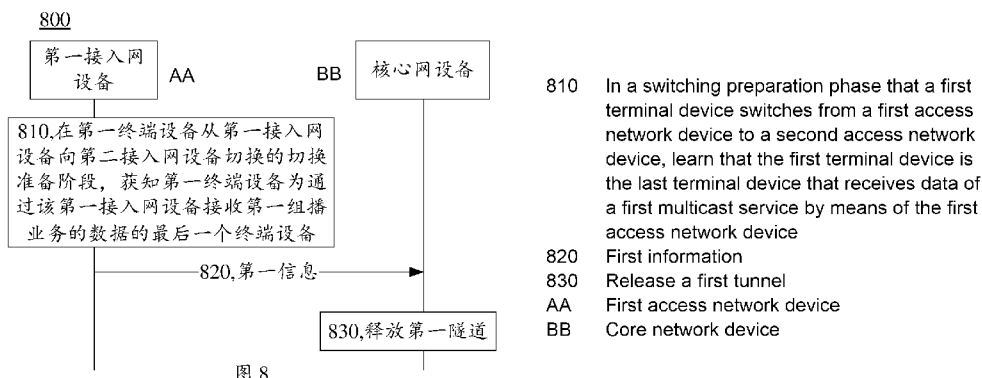 800
第一接入网
设备
AA
BB
核心网设备
810,在第一终端设备从第一接入网
设备向第二接入网设备切换的切换
准备阶段，获知第一终端设备为通
过该第一接入网设备接收第一组播
业务的数据的最后一个终端设备
820,第一信息
830,释放第一隧道
图 8
810 In a switching preparation phase that a first
terminal device switches from a first access
network device to a second access network
device, learn that the first terminal device is
the last terminal device that receives data of
a first multicast service by means of the first
access network device
820 First information
830 Release a first tunnel
AA First access network device
BB Core network device